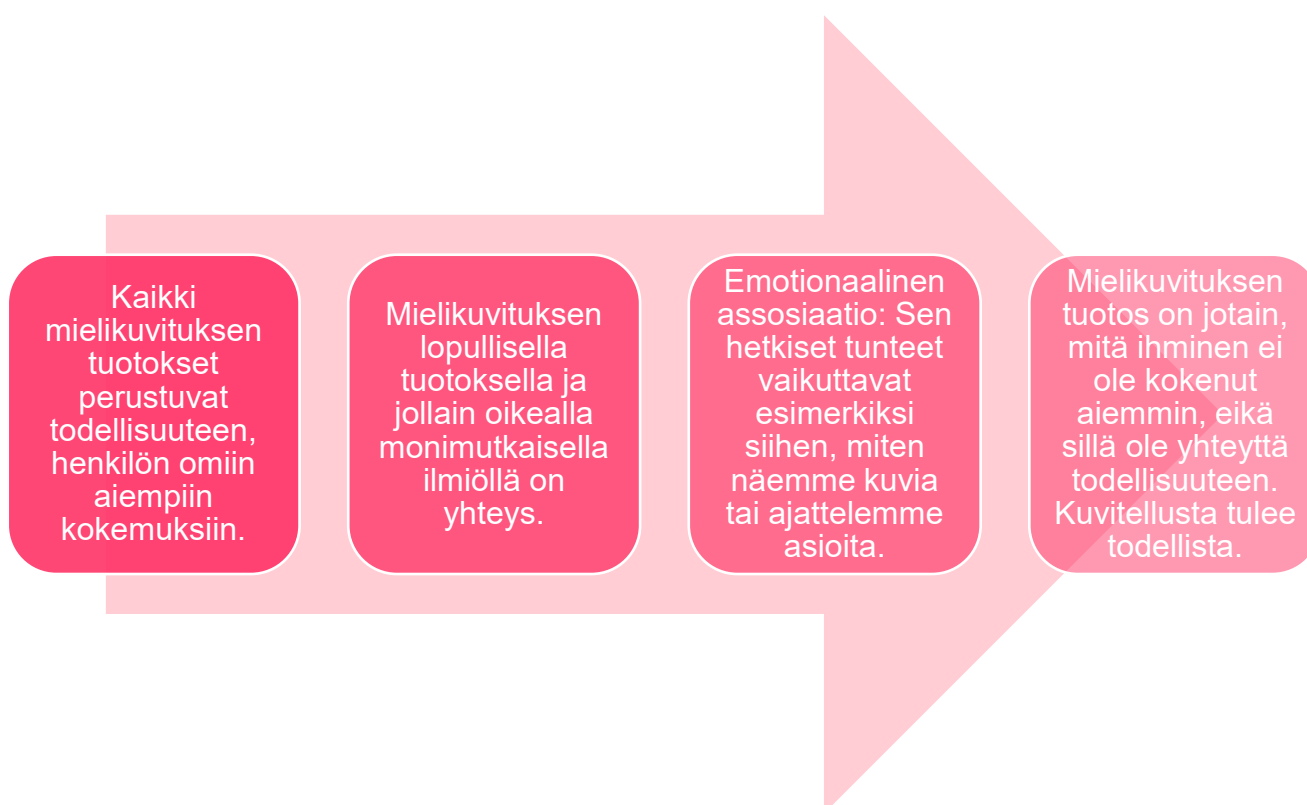 Kaikki
mielikuvituksen
tuotokset
perustuvat
todellisuuteen,
henkilön omiin
aiempiin
kokemuksiin.
Mielikuvituksen
lopullisella
tuotoksella ja
jollain oikealla
monimutkaisella
ilmiöllä on
yhteys.
Emotionaalinen
assosiaatio: Sen
hetkiset tunteet
vaikuttavat
esimerkiksi
siihen, miten
näemme kuvia
tai ajattelemme
asioita.
Mielikuvituksen
tuotos on jotain,
mitä ihminen ei
ole kokenut
aiemmin, eikä
sillä ole yhteyttä
todellisuuteen.
Kuvitellusta tulee
todellista.